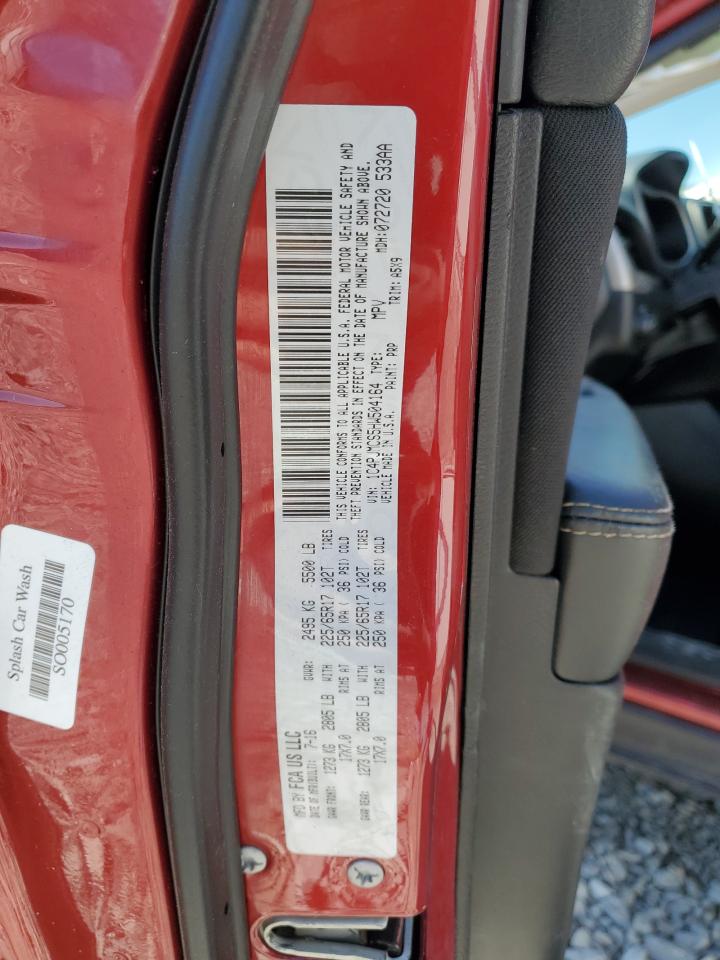 MFD BY FCA US LLC
DATE OF MFR(BUILT): 7-16 GVWR: 2495 KG 5500 LB
GAWR FRONT: 1273 KG 2805 LB WITH 225/65R17 102T TIRES
17X7.0 RIMS AT 250 KPA ( 36 PSI) COLD
GAWR REAR: 1273 KG 2805 LB WITH 225/65R17 102T TIRES
17X7.0 RIMS AT 250 KPA ( 36 PSI) COLD
THIS VEHICLE CONFORMS TO ALL APPLICABLE U.S.A. FEDERAL MOTOR VEHICLE SAFETY AND
THEFT PREVENTION STANDARDS IN EFFECT ON THE DATE OF MANUFACTURE SHOWN ABOVE.
VIN: 1C4PJMCS5HW504164 TYPE: MPV MDH: 072720 533AA
VEHICLE MADE IN U.S.A. PAINT: PRP TRIM: A5X9
Splash Car Wash
SO005170